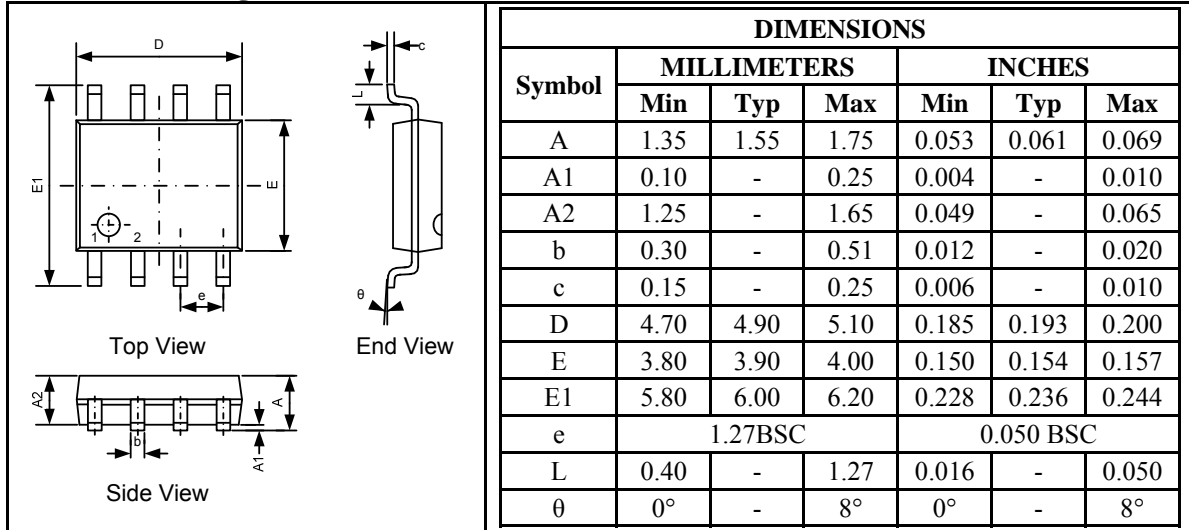 D
c
L
E1
E
1 2
e
θ
Top View
End View
A2
A
b
A1
Side View
DIMENSIONS
Symbol MILLIMETERS INCHES
Min Typ Max Min Typ Max
A 1.35 1.55 1.75 0.053 0.061 0.069
A1 0.10 - 0.25 0.004 - 0.010
A2 1.25 - 1.65 0.049 - 0.065
b 0.30 - 0.51 0.012 - 0.020
c 0.15 - 0.25 0.006 - 0.010
D 4.70 4.90 5.10 0.185 0.193 0.200
E 3.80 3.90 4.00 0.150 0.154 0.157
E1 5.80 6.00 6.20 0.228 0.236 0.244
e 1.27BSC 0.050 BSC
L 0.40 - 1.27 0.016 - 0.050
θ 0° - 8° 0° - 8°